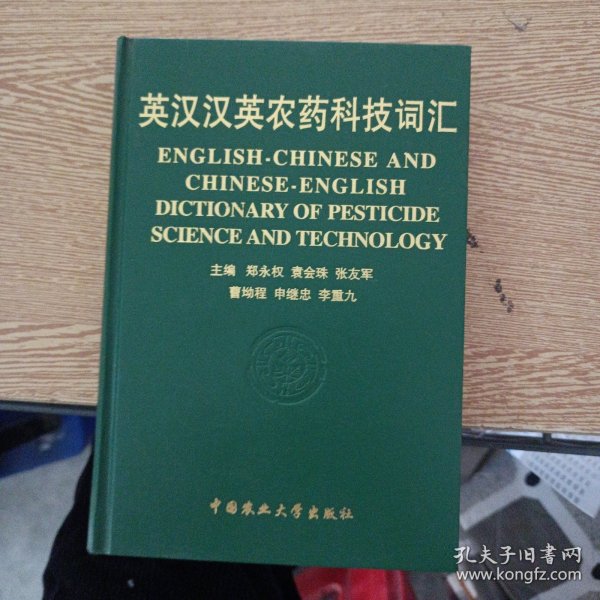 英汉汉英农药科技词汇
ENGLISH-CHINESE AND
CHINESE-ENGLISH
DICTIONARY OF PESTICIDE
SCIENCE AND TECHNOLOGY
主编 郑永权 袁会珠 张友军
曹坳程 申继忠 李重九
中国农业大学出版社
孔夫子旧书网
www.kongfz.com